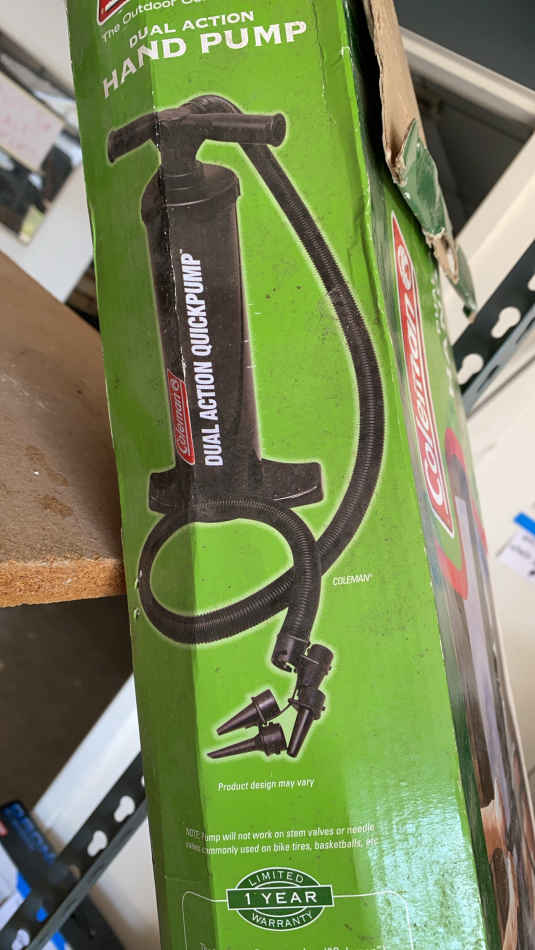 The Outdoor
DUAL ACTION
HAND PUMP
Coleman
DUAL ACTION QUICKPUMP™
Coleman
COLEMAN®
Product design may vary
NOTE: Pump will not work on stem valves or needle
valves commonly used on bike tires, basketballs, etc.
LIMITED
1 YEAR
WARRANTY